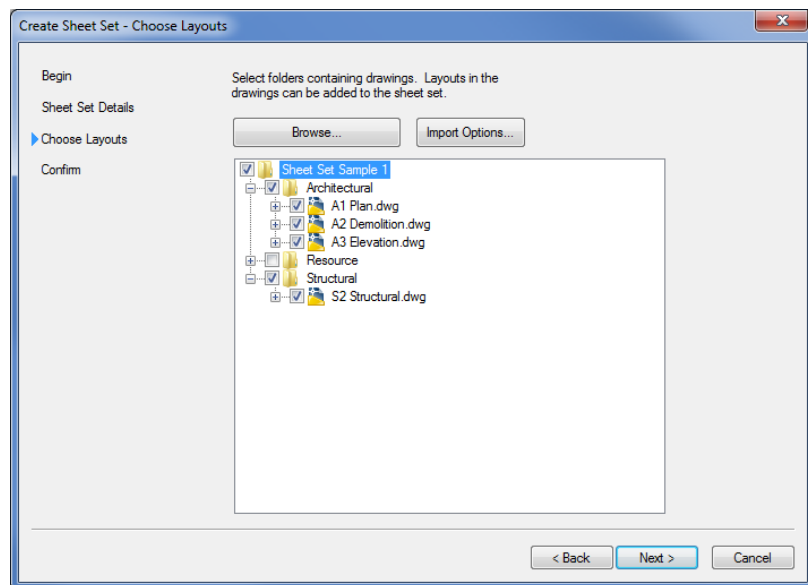 Create Sheet Set - Choose Layouts
Begin
Sheet Set Details
Choose Layouts
Confirm
Select folders containing drawings. Layouts in the
drawings can be added to the sheet set.
Browse...
Import Options...
Sheet Set Sample 1
Architectural
A1 Plan.dwg
A2 Demolition.dwg
A3 Elevation.dwg
Resource
Structural
S2 Structural.dwg
< Back
Next >
Cancel